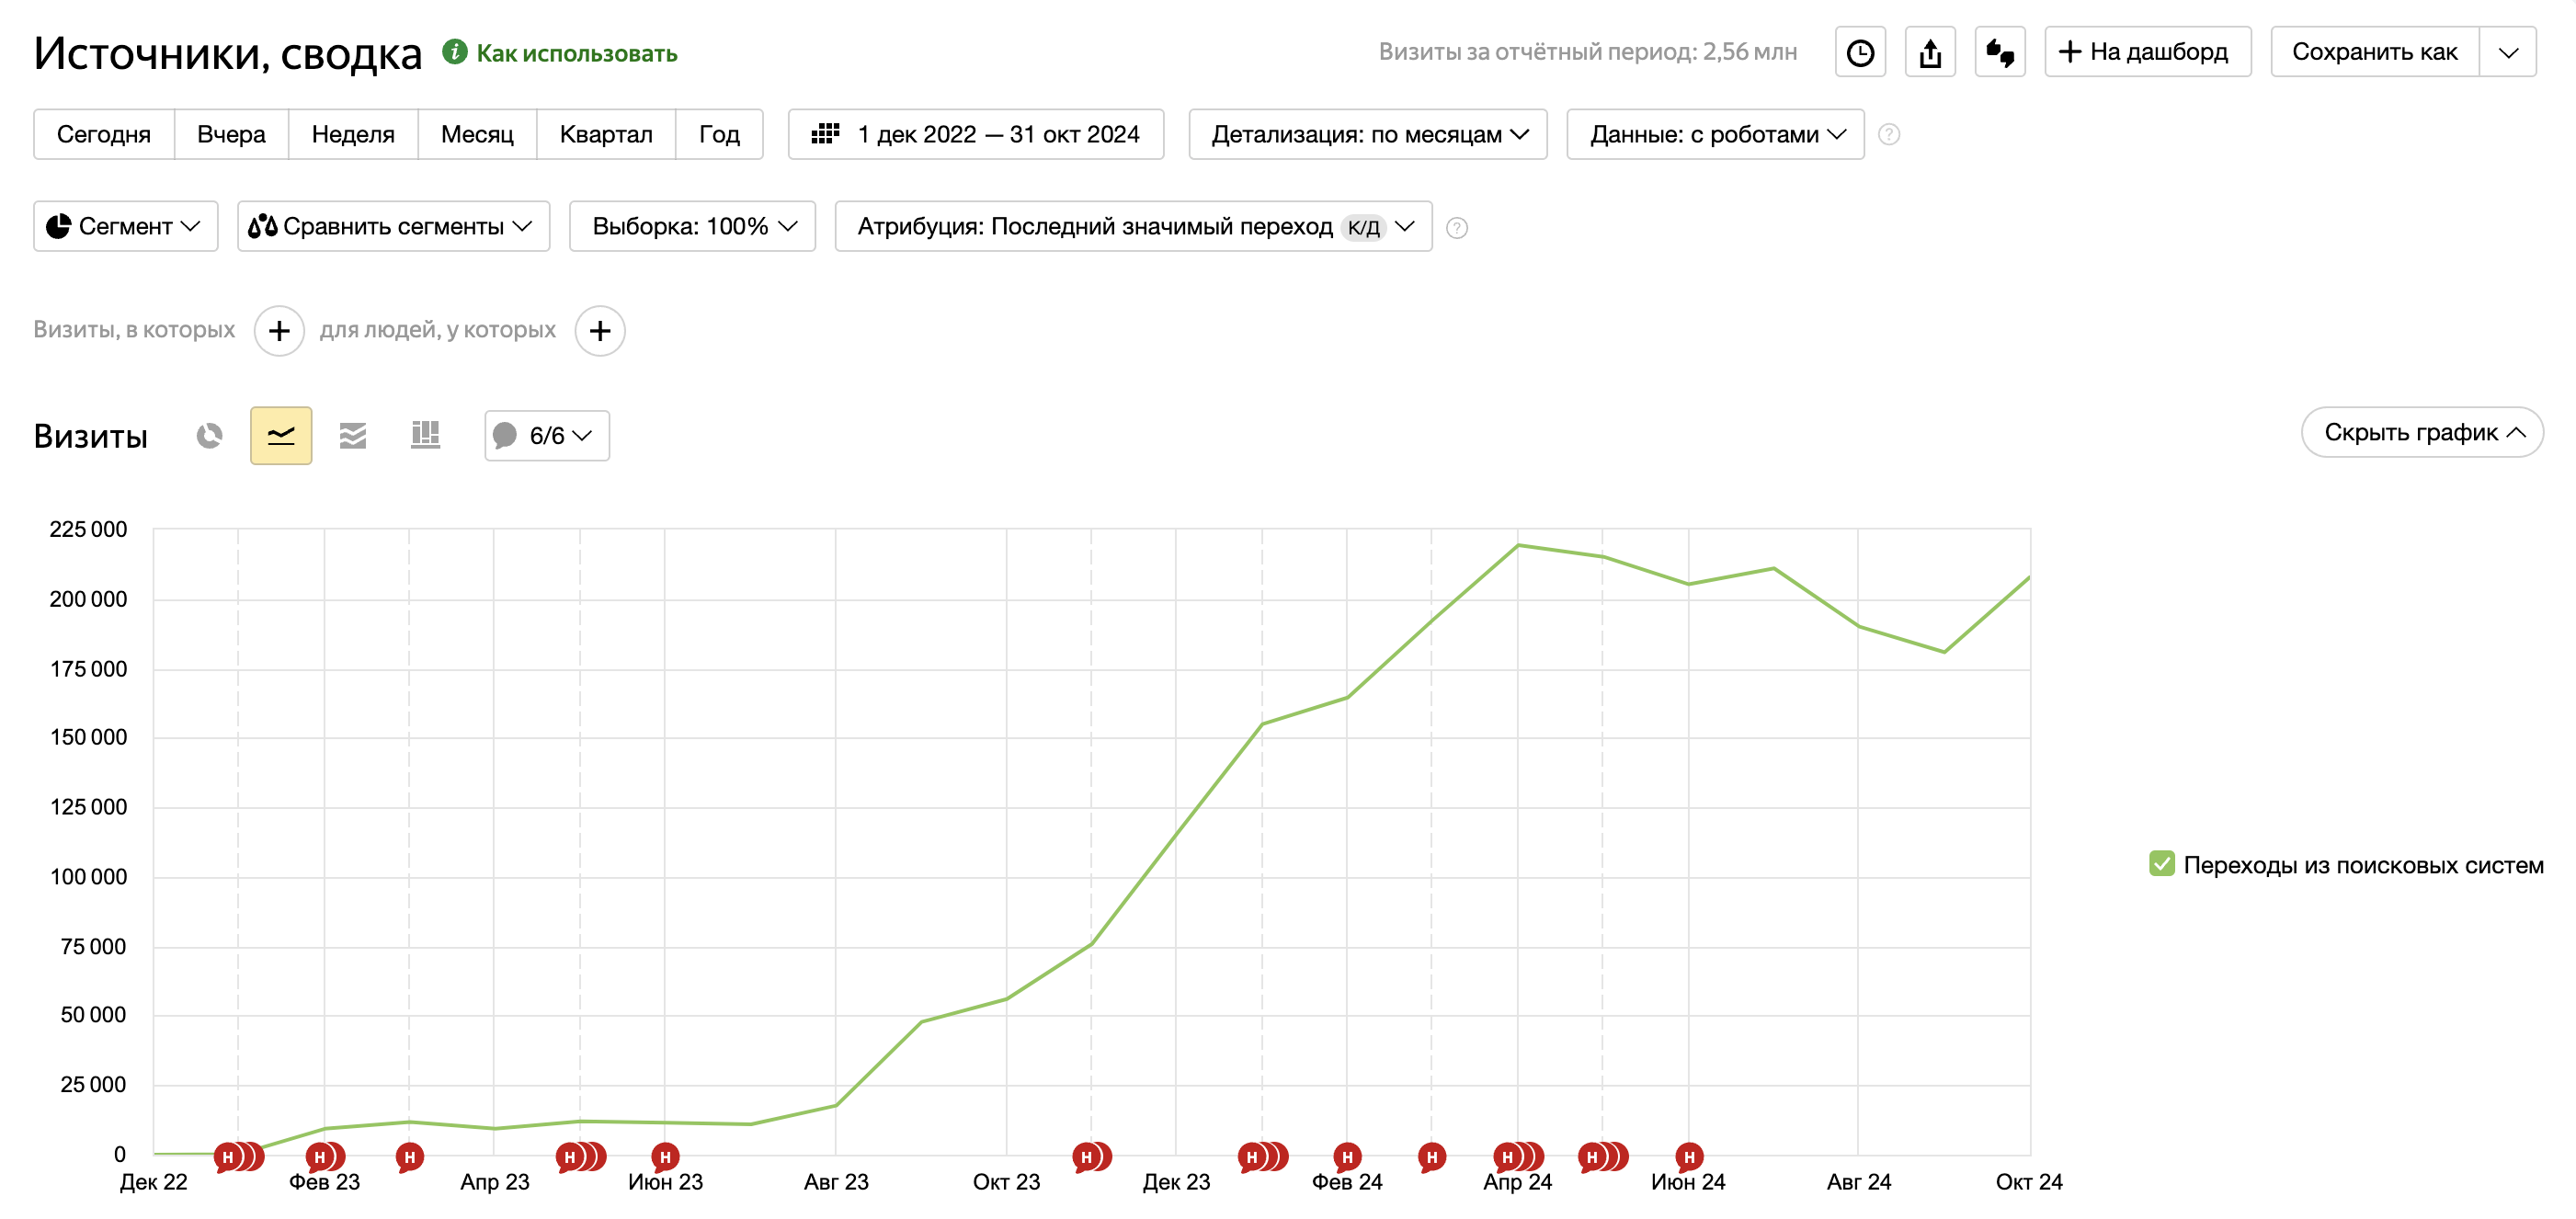 Источники, сводка
Как использовать
Визиты за отчётный период: 2,56 млн
На дашборд
Сохранить как
Сегодня
Вчера
Неделя
Месяц
Квартал
Год
1 дек 2022 — 31 окт 2024
Детализация: по месяцам
Данные: с роботами
?
Сегмент
Сравнить сегменты
Выборка: 100%
Атрибуция: Последний значимый переход К/Д
?
Визиты, в которых + для людей, у которых +
Визиты
6/6
Скрыть график
225 000
200 000
175 000
150 000
125 000
100 000
75 000
50 000
25 000
0
Переходы из поисковых систем
Н Н Н Н Н Н Н Н Н Н Н Н
Дек 22 Фев 23 Апр 23 Июн 23 Авг 23 Окт 23 Дек 23 Фев 24 Апр 24 Июн 24 Авг 24 Окт 24